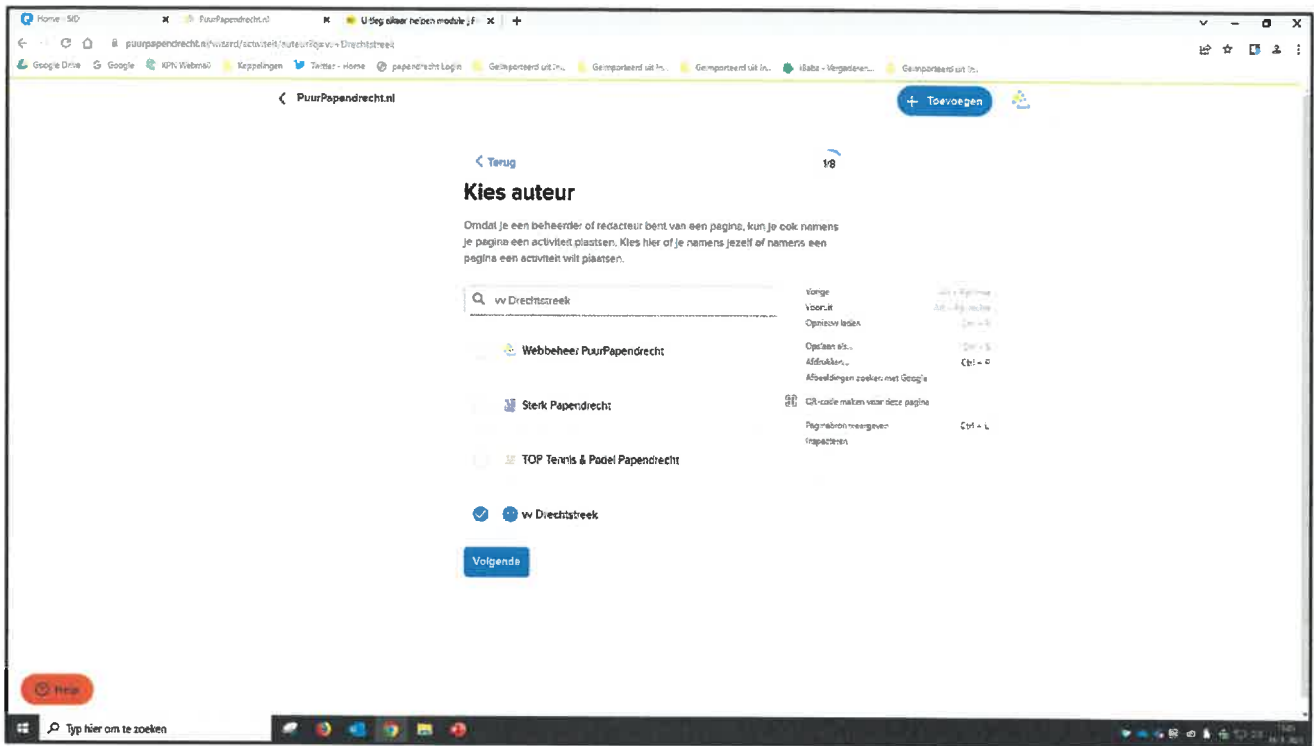 Home - SID
PuurPapendrecht.nl
U tleg elkaar helpen module j f
puurpapendrecht.nl/wizard/activiteit/auteur?q=vv+Drechtstreek
Google Drive G Google KPN Webmail Koppelingen Twitter - Home papendrecht Login Geïmporteerd uit In... Geïmporteerd uit In... Geïmporteerd uit In... iBabs - Vergaderen... Geïmporteerd uit In...
PuurPapendrecht.nl
+ Toevoegen
Terug
1/8
Kies auteur
Omdat je een beheerder of redacteur bent van een pagina, kun je ook namens
je pagina een activiteit plaatsen. Kies hier of je namens jezelf of namens een
pagina een activiteit wilt plaatsen.
vv Drechtstreek
Webbeheer PuurPapendrecht
Sterk Papendrecht
TOP Tennis & Padel Papendrecht
vv Drechtstreek
Volgende
Vorige
Vooruit
Opnieuw laden
Opslaan als...
Afdrukken... Ctrl + P
Afbeeldingen zoeken met Google
QR-code maken voor deze pagina
Paginabron weergeven Ctrl + U
Inspecteren
Help
Typ hier om te zoeken